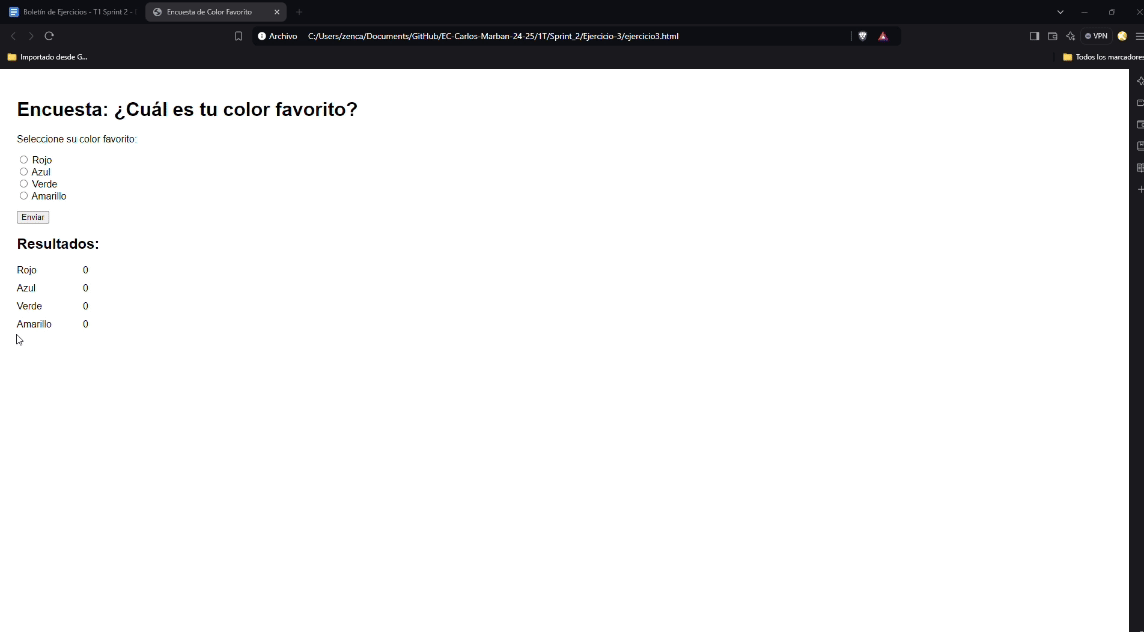 Boletín de Ejercicios - T1 Sprint 2 -
Encuesta de Color Favorito
Archivo C:/Users/zenca/Documents/GitHub/EC-Carlos-Marban-24-25/1T/Sprint_2/Ejercicio-3/ejercicio3.html
VPN
Importado desde G...
Todos los marcadores
Encuesta: ¿Cuál es tu color favorito?
Seleccione su color favorito:
Rojo
Azul
Verde
Amarillo
Enviar
Resultados:
Rojo 0
Azul 0
Verde 0
Amarillo 0